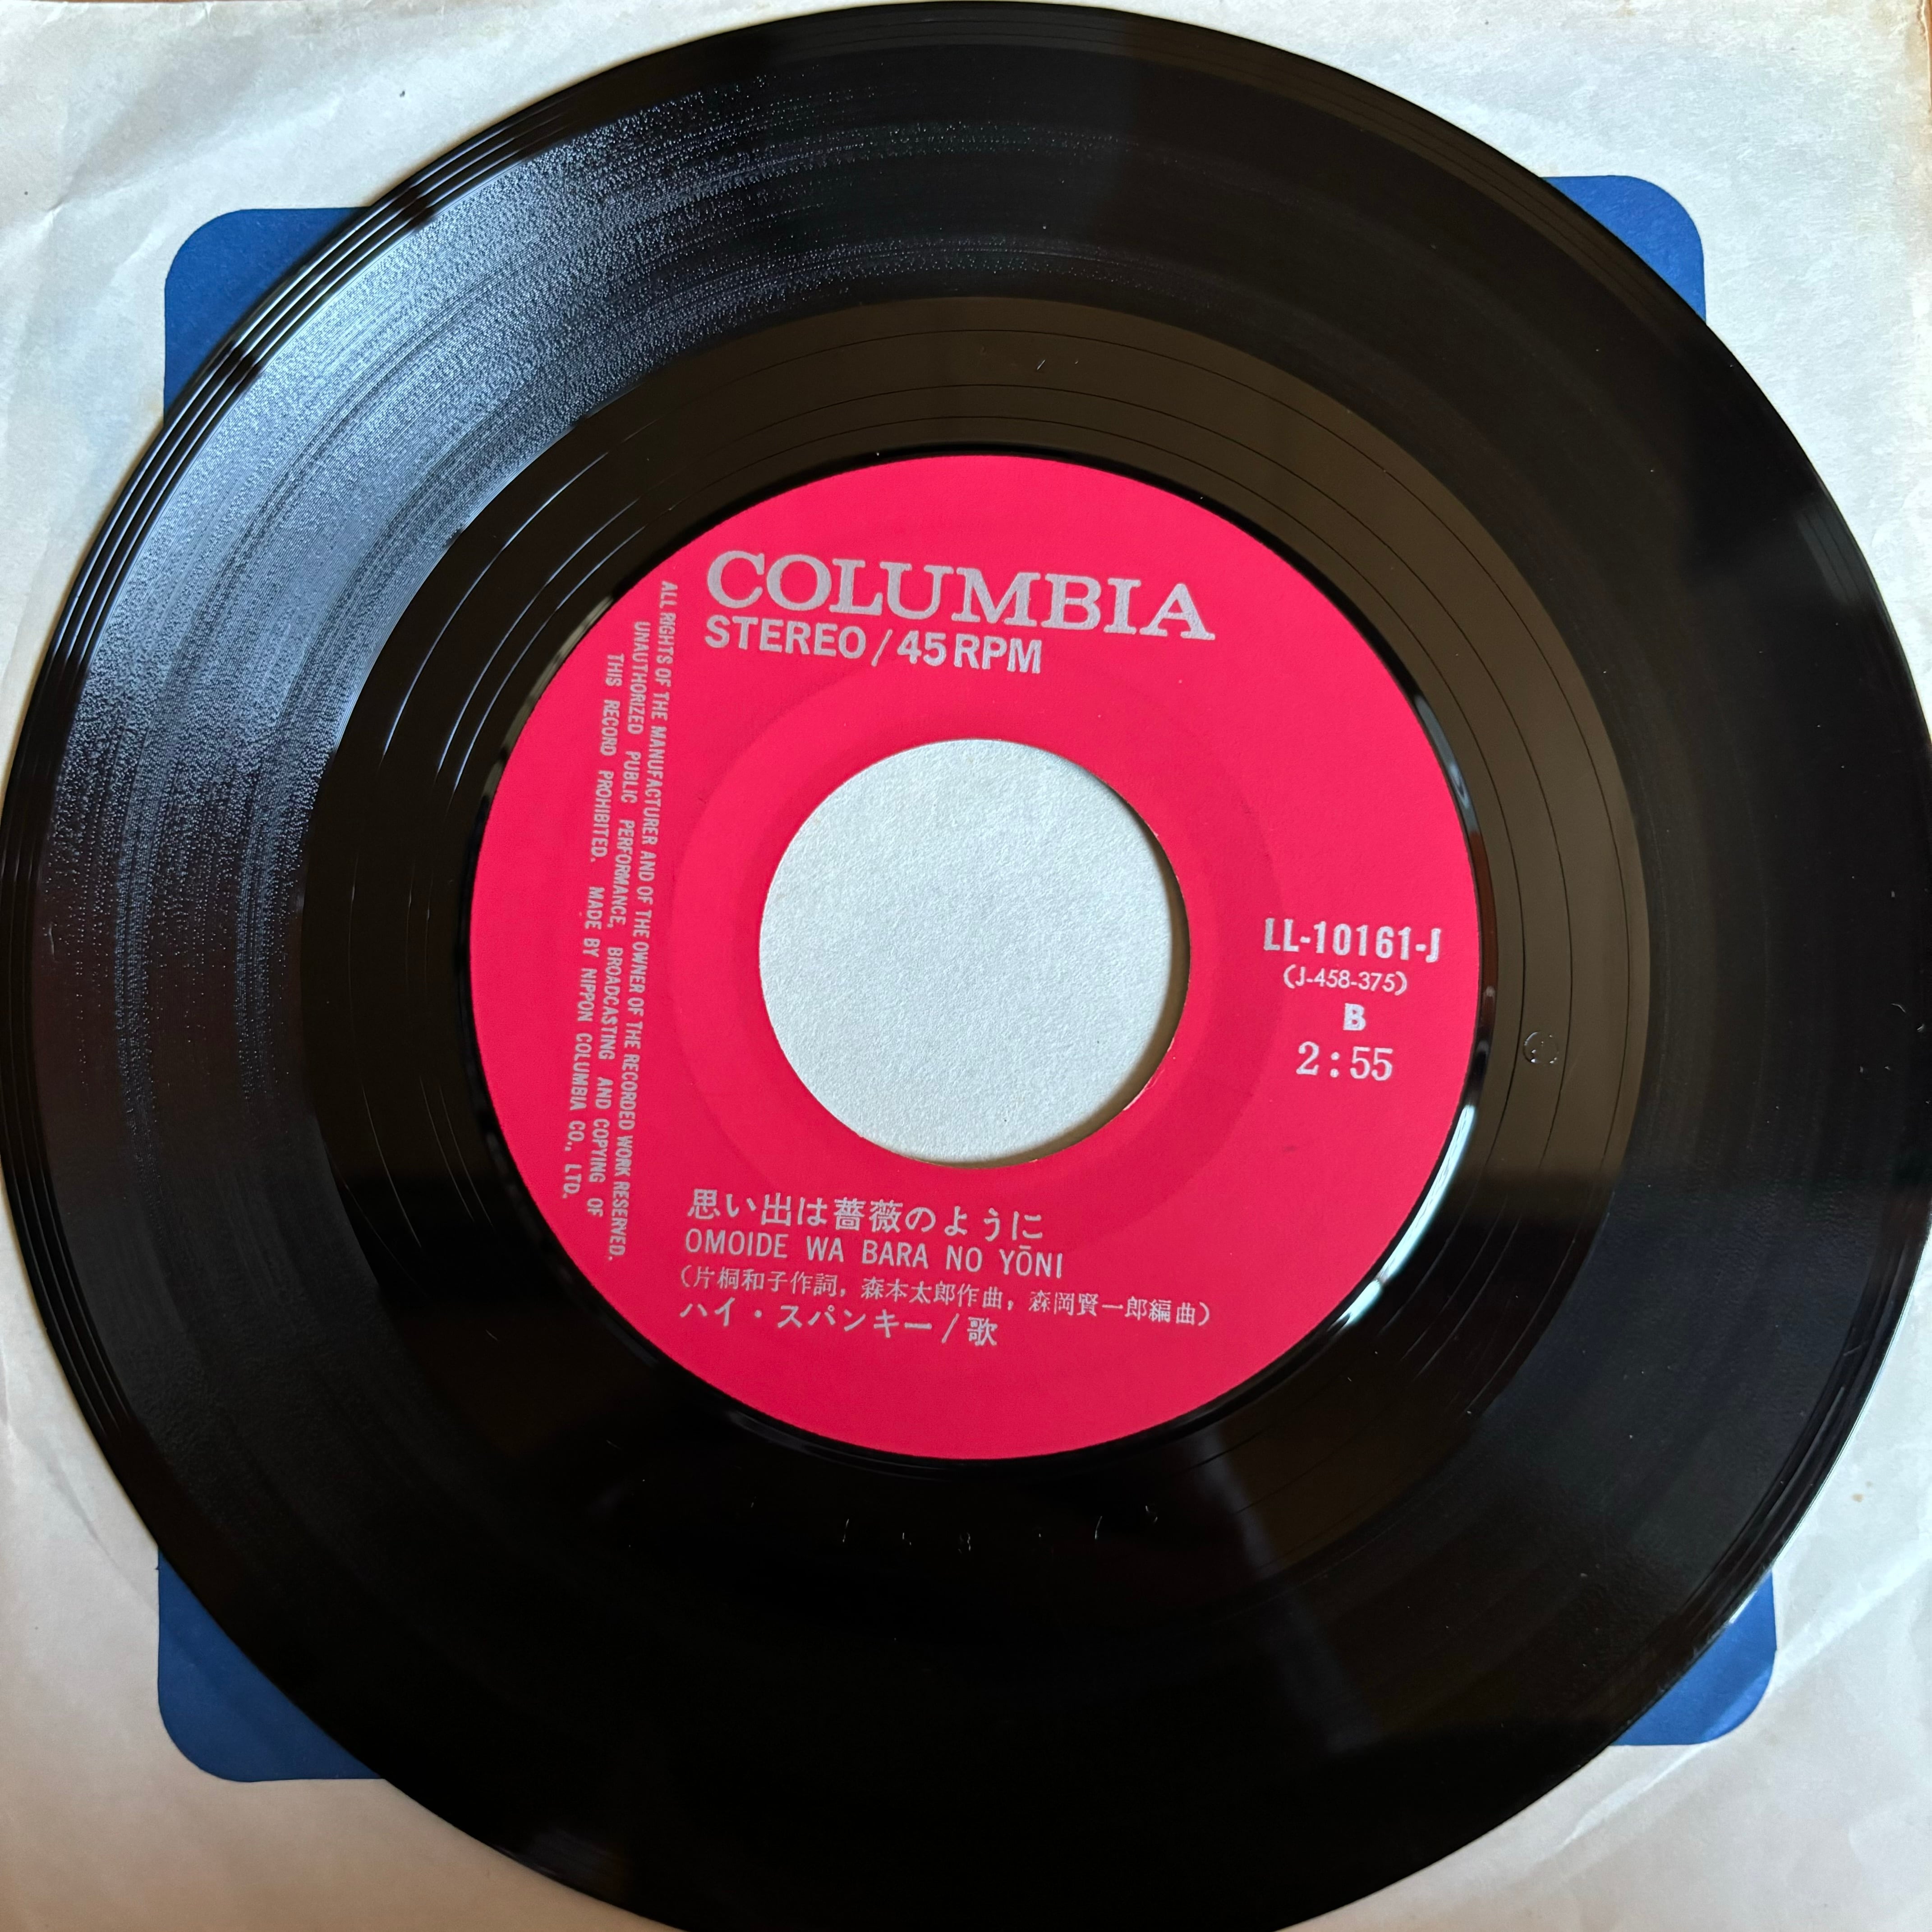 COLUMBIA
STEREO/45RPM
ALL RIGHTS OF THE MANUFACTURER AND OF THE OWNER OF THE RECORDED WORK RESERVED.
UNAUTHORIZED PUBLIC PERFORMANCE, BROADCASTING AND COPYING OF
THIS RECORD PROHIBITED. MADE BY NIPPON COLUMBIA CO., LTD.
LL-10161-J
(J-458-375)
B
2:55
思い出は薔薇のように
OMOIDE WA BARA NO YŌNI
(片桐和子作詞, 森本太郎作曲, 森岡賢一郎編曲)
ハイ・スパンキー/歌